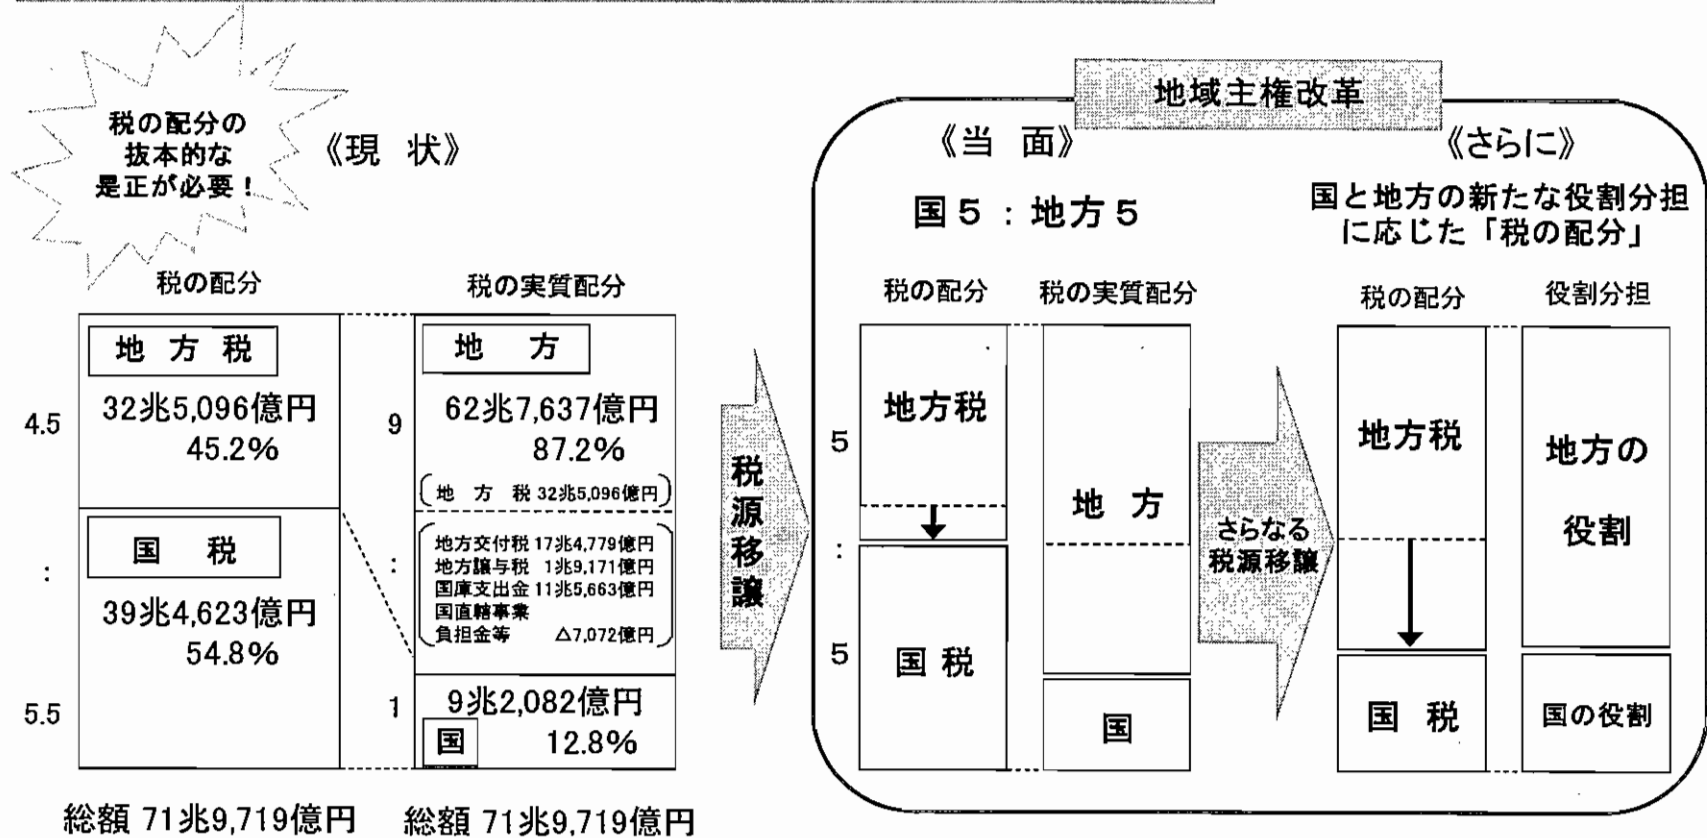 税の配分の
抜本的な
是正が必要！
《現 状》
税の配分
税の実質配分
4.5
:
5.5
地 方 税
32兆5,096億円
45.2%
国 税
39兆4,623億円
54.8%
9
:
1
地 方
62兆7,637億円
87.2%
地 方 税 32兆5,096億円
地方交付税 17兆4,779億円
地方譲与税 1兆9,171億円
国庫支出金 11兆5,663億円
国直轄事業
負担金等 △7,072億円
9兆2,082億円
国 12.8%
総額 71兆9,719億円
総額 71兆9,719億円
税源移譲
地域主権改革
《当 面》
国５：地方５
税の配分
税の実質配分
5
:
5
地方税
国 税
地 方
国
さらなる
税源移譲
《さらに》
国と地方の新たな役割分担
に応じた「税の配分」
税の配分
役割分担
地方税
国 税
地方の
役割
国の役割